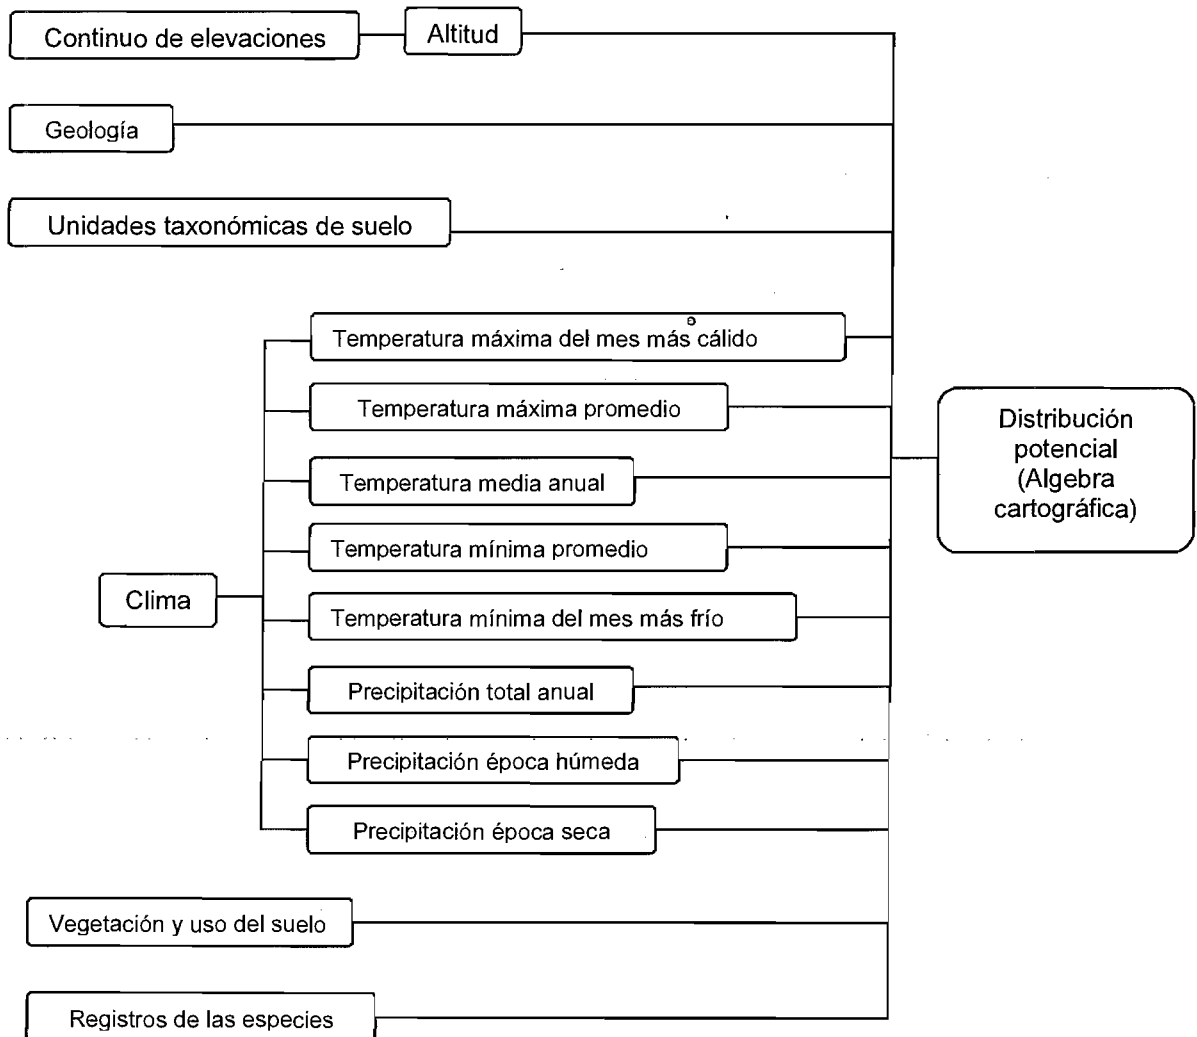 Continuo de elevaciones
Altitud
Geología
Unidades taxonómicas de suelo
Temperatura máxima del mes más cálido
Temperatura máxima promedio
Temperatura media anual
Temperatura mínima promedio
Clima
Temperatura mínima del mes más frío
Precipitación total anual
Precipitación época húmeda
Precipitación época seca
Vegetación y uso del suelo
Registros de las especies
Distribución
potencial
(Algebra
cartográfica)